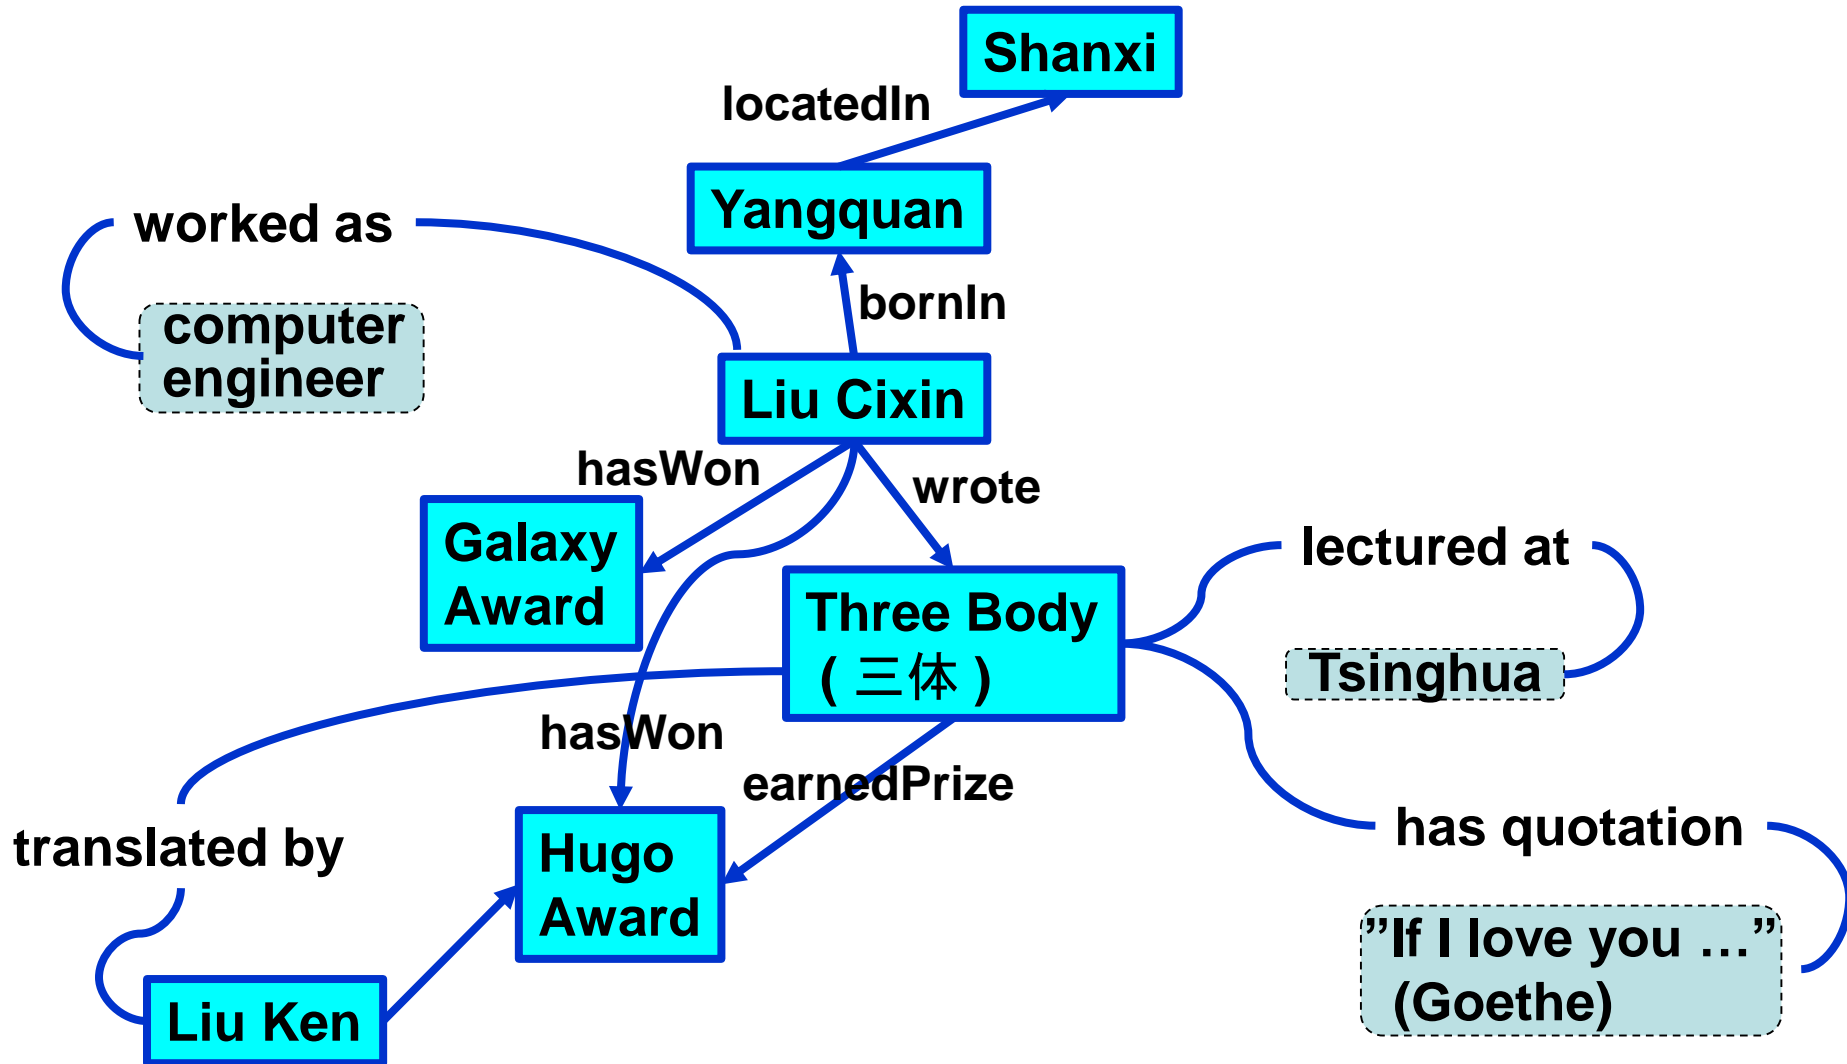 Shanxi
locatedIn
Yangquan
worked as
bornIn
computer
engineer
Liu Cixin
hasWon
wrote
Galaxy
Award
lectured at
Three Body
( 三体 )
Tsinghua
hasWon
earnedPrize
translated by
has quotation
Hugo
Award
”If I love you …”
(Goethe)
Liu Ken